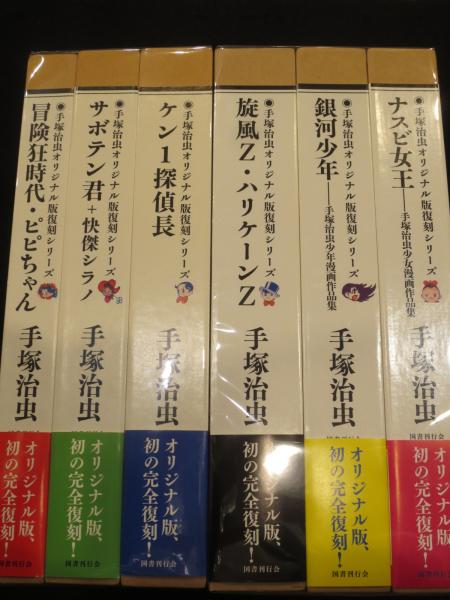 ●手塚治虫オリジナル版復刻シリーズ
冒険狂時代・ピピちゃん
手塚治虫
オリジナル版、
初の完全復刻!
●手塚治虫オリジナル版復刻シリーズ
サボテン君+快傑シラノ
手塚治虫
オリジナル版、
初の完全復刻!
●手塚治虫オリジナル版復刻シリーズ
ケン1探偵長
手塚治虫
オリジナル版、
初の完全復刻!
国書刊行会
●手塚治虫オリジナル版復刻シリーズ
旋風Z・ハリケーンZ
手塚治虫
オリジナル版、
初の完全復刻!
国書刊行会
●手塚治虫オリジナル版復刻シリーズ
銀河少年──手塚治虫少年漫画作品集
手塚治虫
国書刊行会
オリジナル版、
初の完全復刻!
国書刊行会
●手塚治虫オリジナル版復刻シリーズ
ナスビ女王──手塚治虫少女漫画作品集
手塚治虫
国書刊行会
オリジナル版、
初の完全復刻!